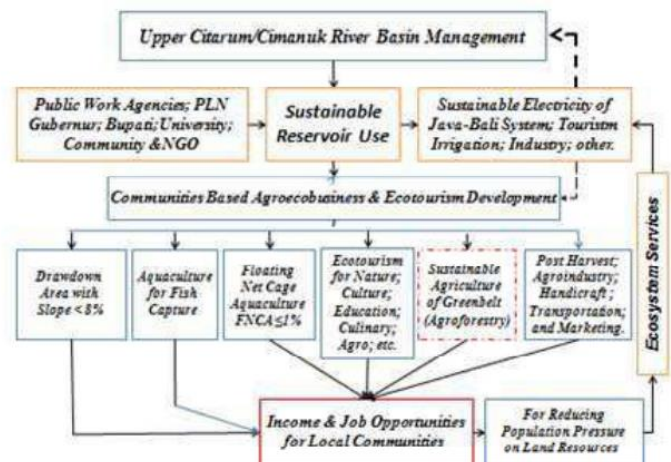 Upper Citarum/Cimanuk River Basin Management
Public Work Agencies; PLN
Gubernur; Bupati;University;
Community &NGO
Sustainable
Reservoir Use
Sustainable Electricity of
Java-Bali System; Touristm
Irrigation; Industry; other.
Communities Based Agroecobusiness & Ecotourism Development
Drawdown
Area with
Slope <8%
Aquaculture
for Fish
Capture
Floating
Net Cage
Aquaculture
FNCA≤1%
Ecotourism
for Nature;
Culture;
Education;
Culinary;
Agro; etc.
Sustainable
Agriculture
of Greenbelt
(Agroforestry)
Post Harvest;
Agroindustry;
Handicraft ;
Transportation;
and Marketing.
Ecosystem Services
Income & Job Opportunities
for Local Communities
For Reducing
Population Pressure
on Land Resources